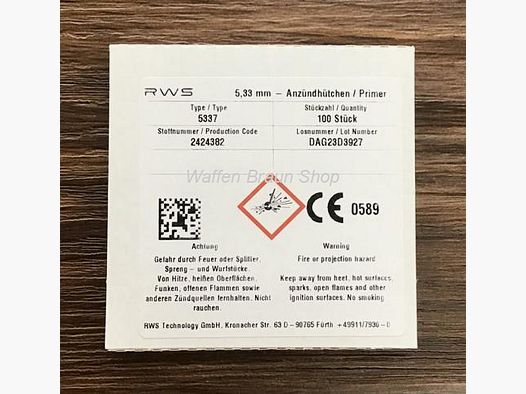 RWS 5,33 mm – Anzündhütchen / Primer
Type / Type Stückzahl / Quantity
5337 100 Stück
Stoffnummer / Production Code Losnummer / Lot Number
2424382 DAG23D3927
Waffen Braun Shop
CE 0589
Achtung Warning
Gefahr durch Feuer oder Splitter, Fire or projection hazard
Spreng – und Wurfstücke.
Von Hitze, heißen Oberflächen, Keep away from heet, hot surfaces,
Funken, offenen Flammen sowie sparks, open flames and other
anderen Zündquellen fernhalten. Nicht ignition surfaces. No smoking
rauchen.
RWS Technology GmbH, Kronacher Str. 63 D – 90765 Fürth +49911/7930 – 0